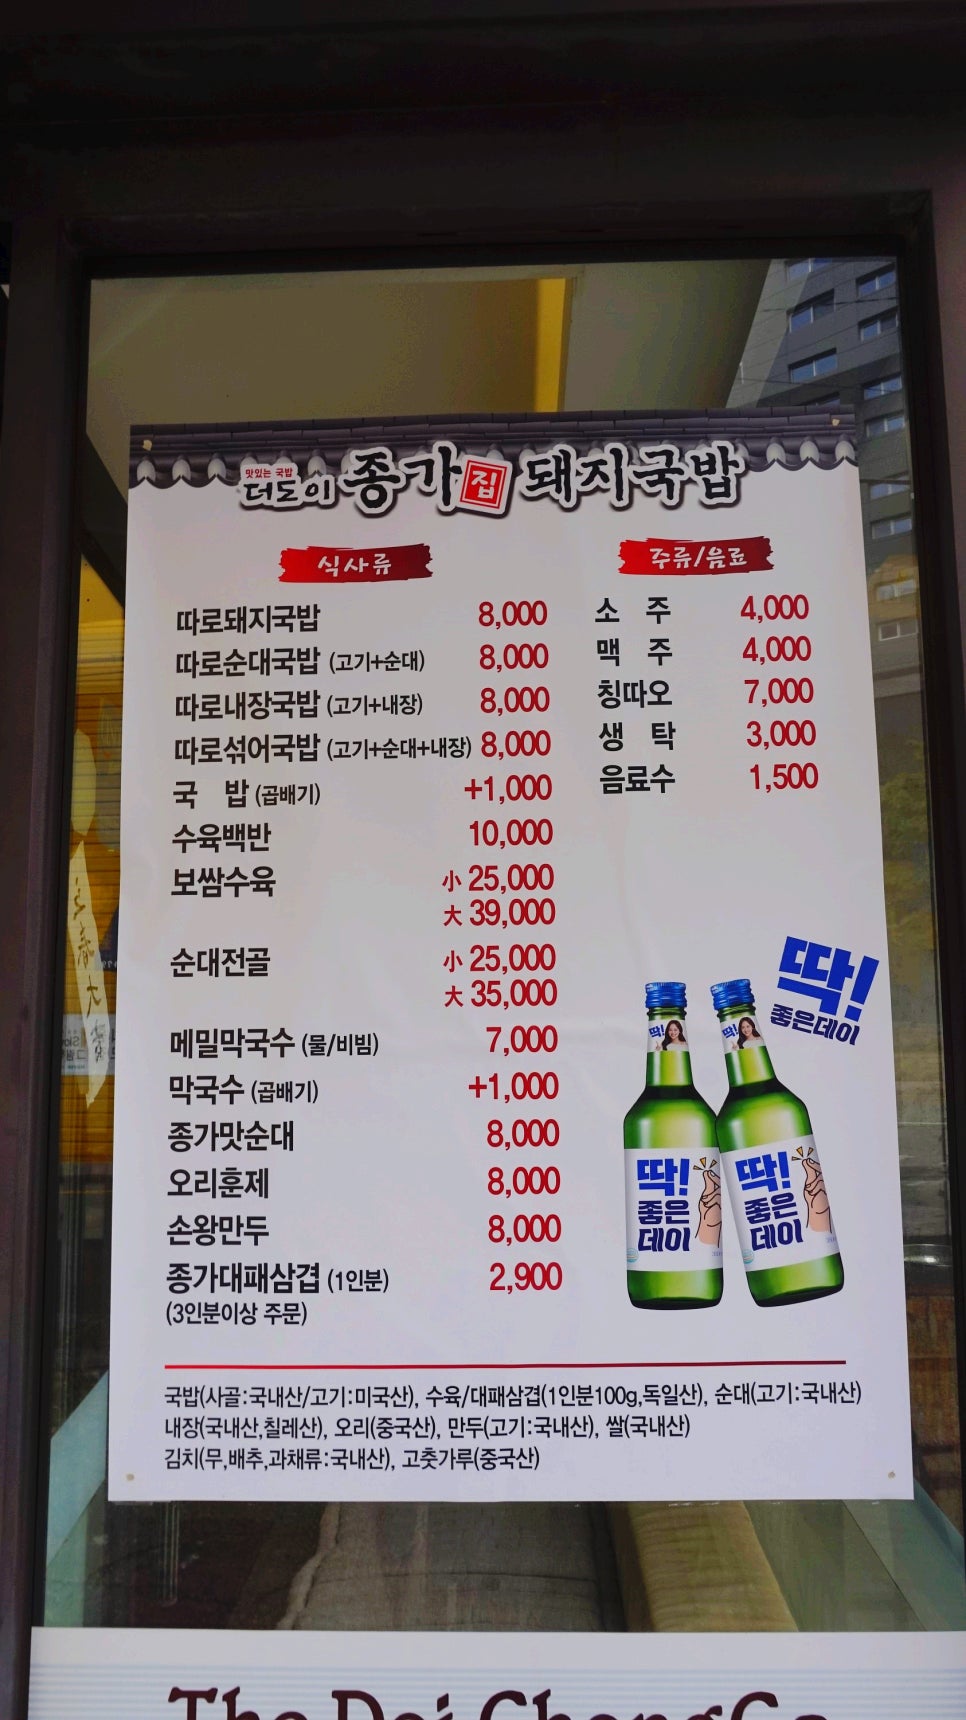 맛있는 국밥
더도이 종가집 돼지국밥
식사류
따로돼지국밥 8,000
따로순대국밥 (고기+순대) 8,000
따로내장국밥 (고기+내장) 8,000
따로섞어국밥 (고기+순대+내장) 8,000
국 밥 (곱배기) +1,000
수육백반 10,000
보쌈수육 小 25,000
大 39,000
순대전골 小 25,000
大 35,000
메밀막국수 (물/비빔) 7,000
막국수 (곱배기) +1,000
종가맛순대 8,000
오리훈제 8,000
손왕만두 8,000
종가대패삼겹 (1인분) 2,900
(3인분이상 주문)
주류/음료
소 주 4,000
맥 주 4,000
칭따오 7,000
생 탁 3,000
음료수 1,500
딱!
좋은데이
딱! 딱!
딱!
좋은
데이
딱!
좋은
데이
국밥(사골:국내산/고기:미국산), 수육/대패삼겹(1인분100g,독일산), 순대(고기:국내산)
내장(국내산,칠레산), 오리(중국산), 만두(고기:국내산), 쌀(국내산)
김치(무,배추,과채류:국내산), 고춧가루(중국산)
The Doi ChongGa